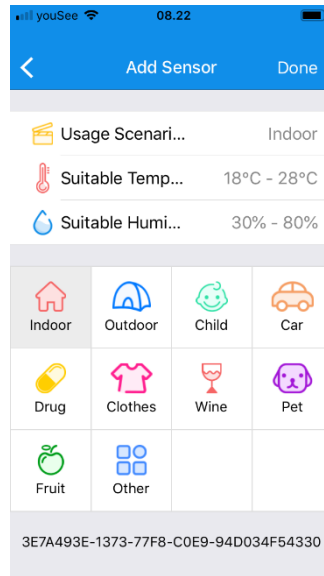 youSee 08.22
Add Sensor Done
Usage Scenari... Indoor
Suitable Temp... 18°C - 28°C
Suitable Humi... 30% - 80%
Indoor Outdoor Child Car
Drug Clothes Wine Pet
Fruit Other
3E7A493E-1373-77F8-C0E9-94D034F54330